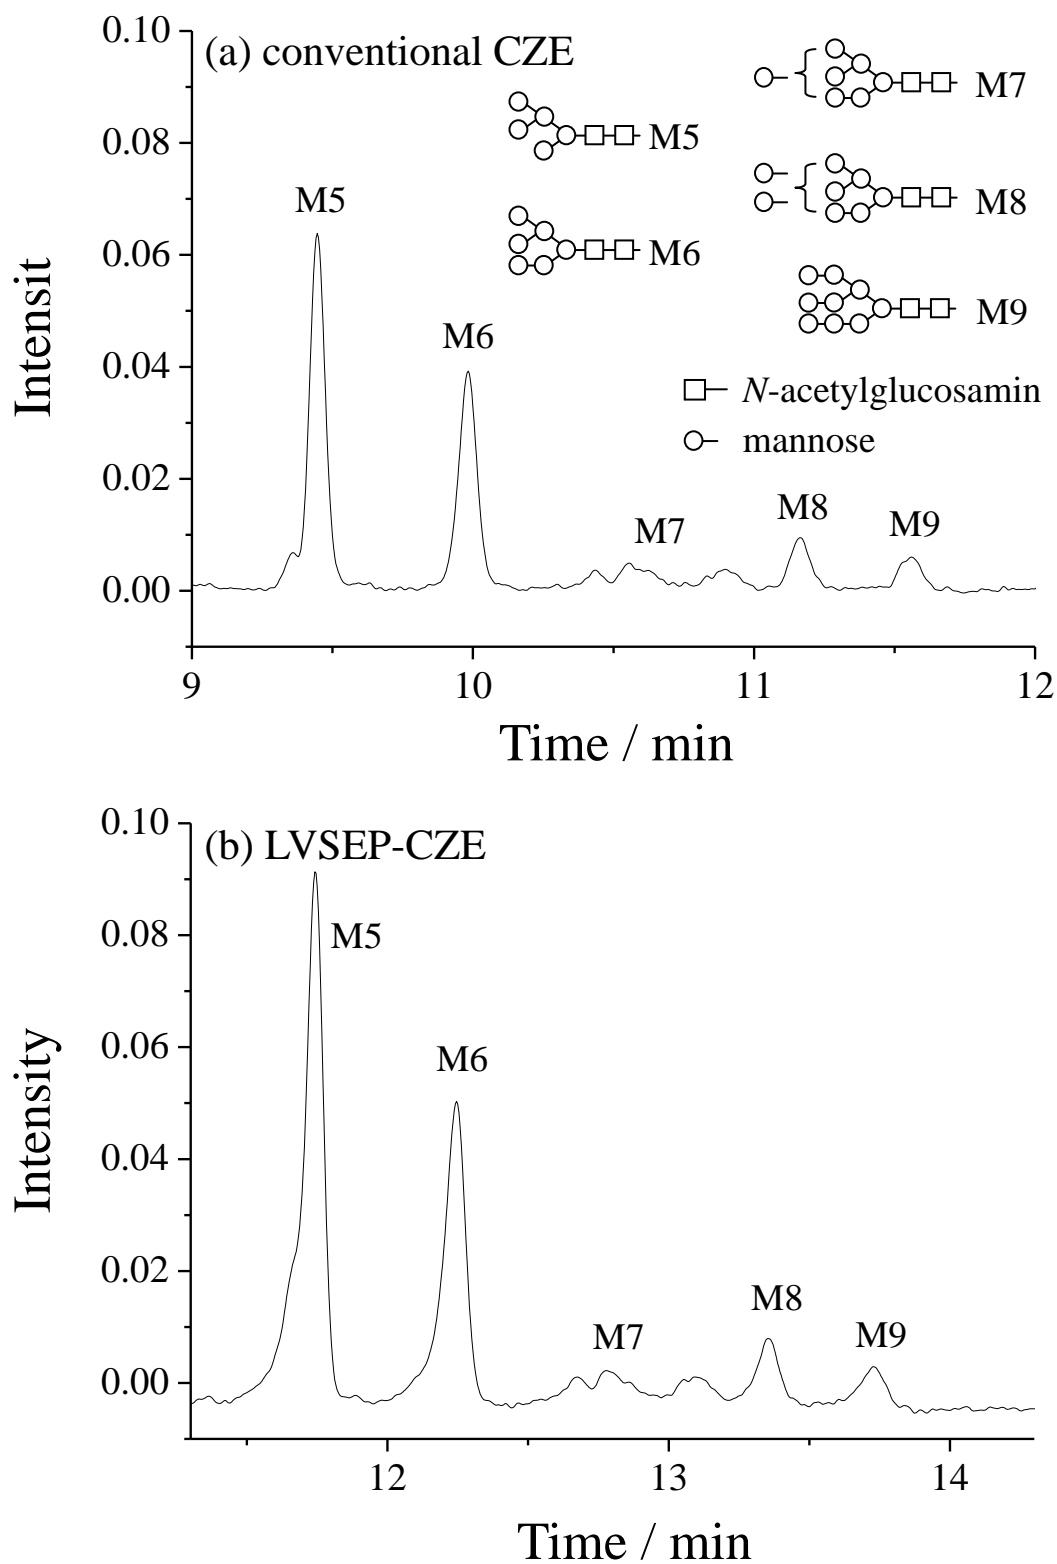 0.10
(a) conventional CZE
M7
M5
0.08
M8
M5
M6
0.06
M9
M6
0.04
N-acetylglucosamin
mannose
0.02
M8
M7
M9
0.00
Intensit
9 10 11 12
Time / min
0.10
(b) LVSEP-CZE
M5
0.08
M6
0.06
0.04
0.02
M8
M7
M9
0.00
Intensity
12 13 14
Time / min